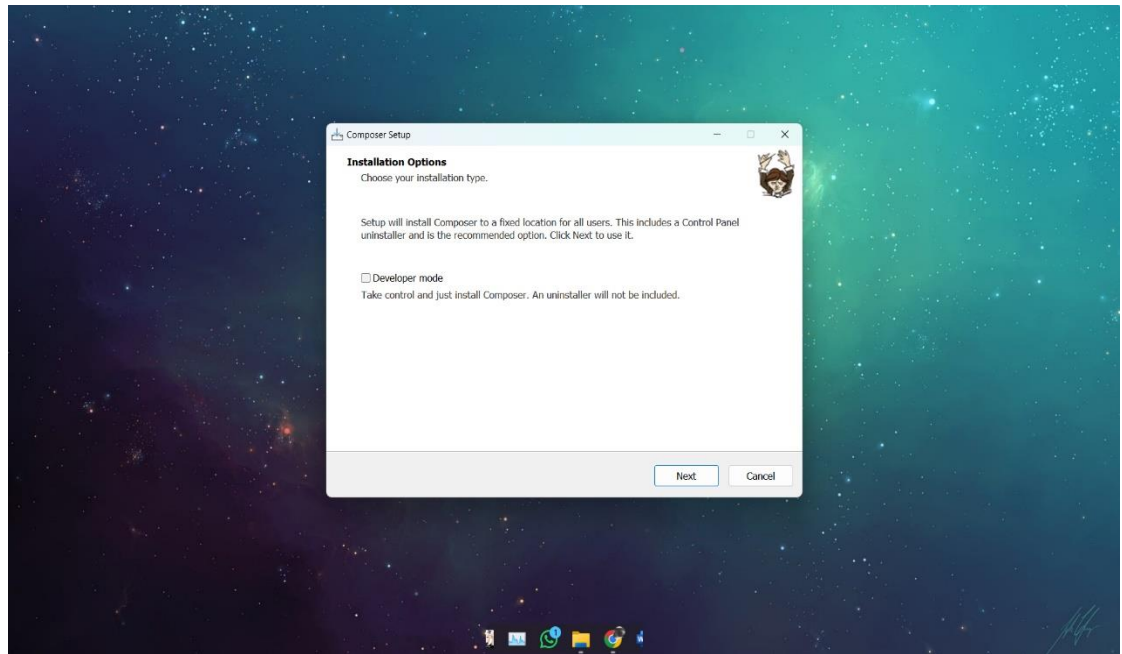 Composer Setup
Installation Options
Choose your installation type.
Setup will install Composer to a fixed location for all users. This includes a Control Panel
uninstaller and is the recommended option. Click Next to use it.
Developer mode
Take control and just install Composer. An uninstaller will not be included.
Next
Cancel
1